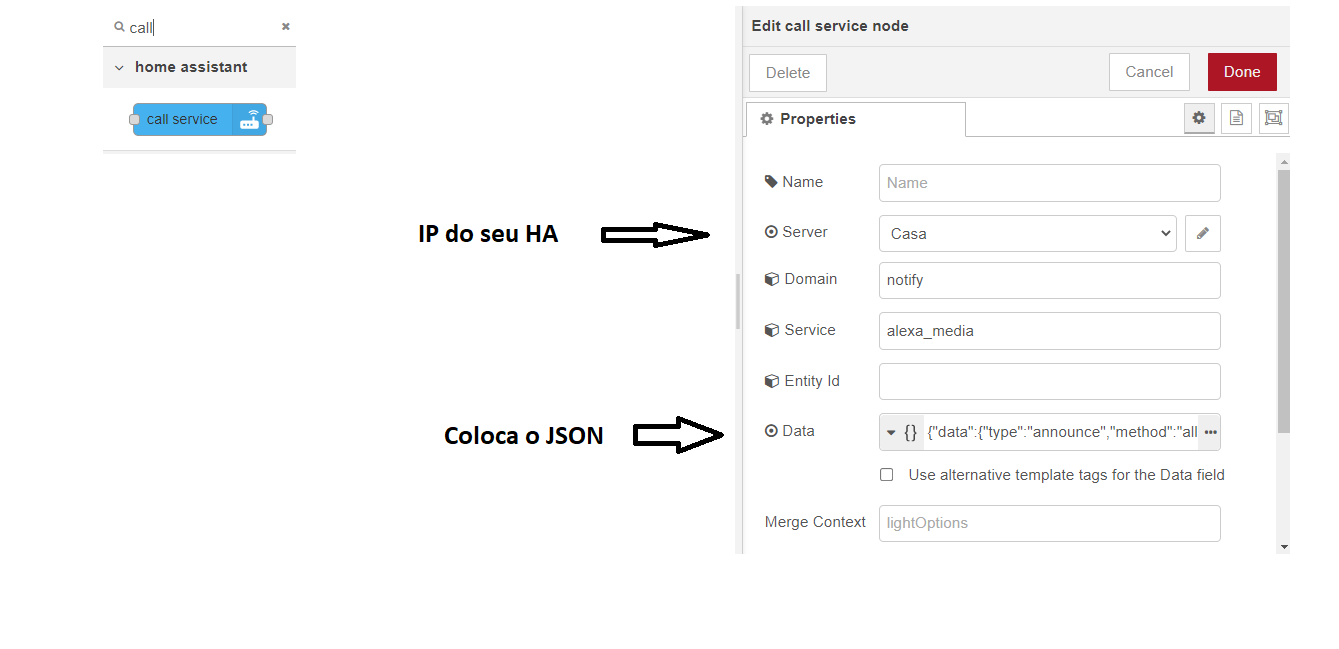 call
home assistant
call service
Edit call service node
Delete
Cancel
Done
Properties
Name
Name
IP do seu HA
Server
Casa
Domain
notify
Service
alexa_media
Entity Id
Coloca o JSON
Data
{} {"data":{"type":"announce","method":"all
Use alternative template tags for the Data field
Merge Context
lightOptions